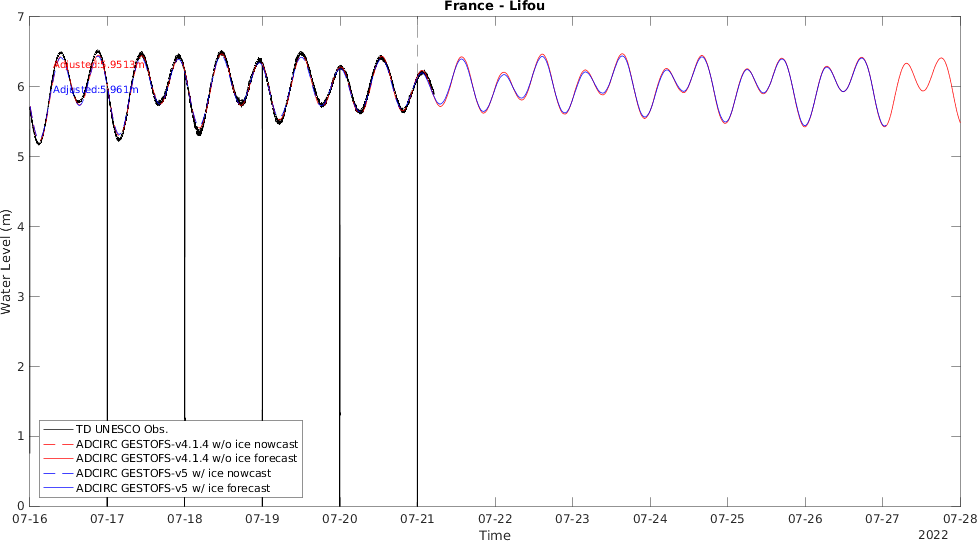 France - Lifou
7
6
5
4
3
2
1
0
Water Level (m)
Adjusted:5.9513m
Adjusted:5.961m
TD UNESCO Obs.
ADCIRC GESTOFS-v4.1.4 w/o ice nowcast
ADCIRC GESTOFS-v4.1.4 w/o ice forecast
ADCIRC GESTOFS-v5 w/ ice nowcast
ADCIRC GESTOFS-v5 w/ ice forecast
07-16 07-17 07-18 07-19 07-20 07-21 07-22 07-23 07-24 07-25 07-26 07-27 07-28
Time
2022